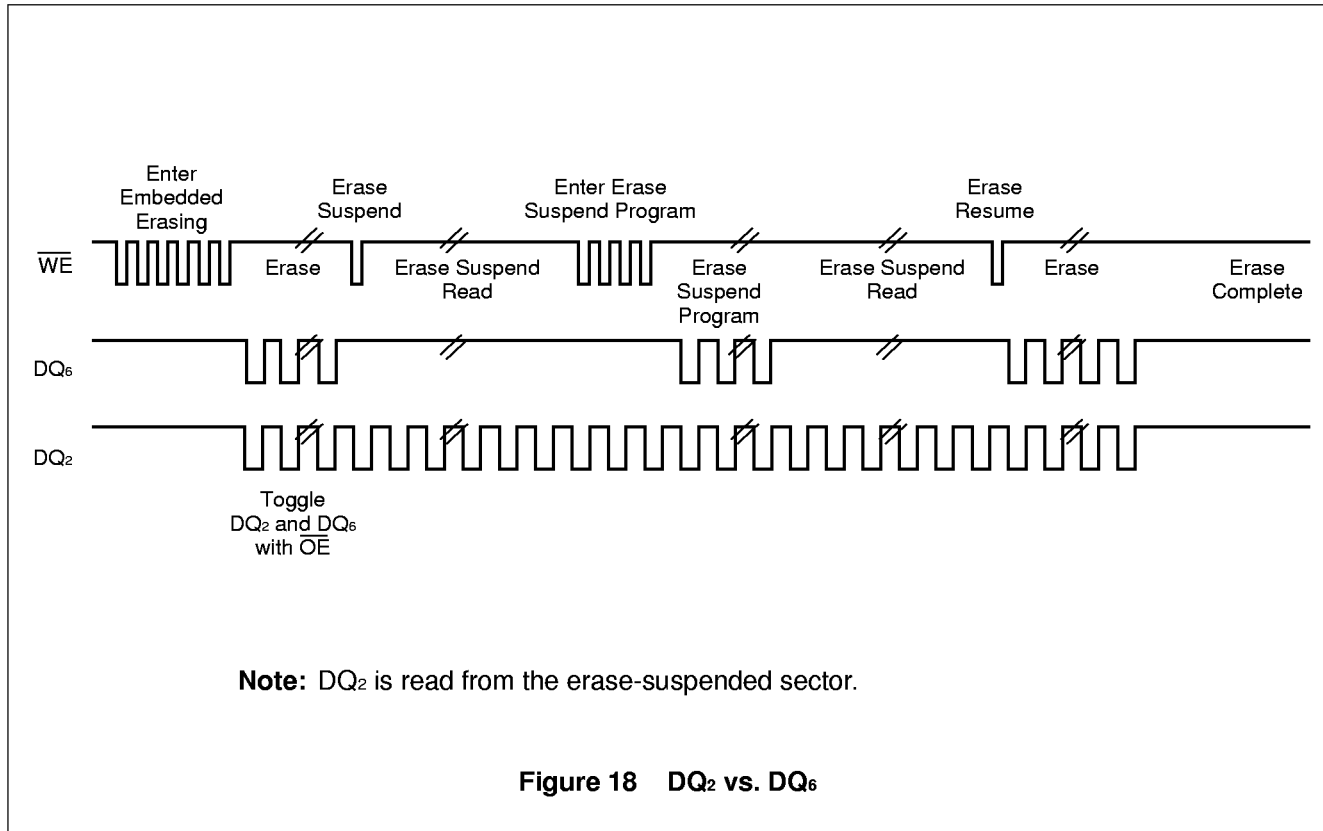 Enter
Embedded
Erasing
Erase
Suspend
Enter Erase
Suspend Program
Erase
Resume
WE
Erase
Erase Suspend
Read
Erase
Suspend
Program
Erase Suspend
Read
Erase
Erase
Complete
DQ6
DQ2
Toggle
DQ2 and DQ6
with OE
Note: DQ2 is read from the erase-suspended sector.
Figure 18 DQ2 vs. DQ6